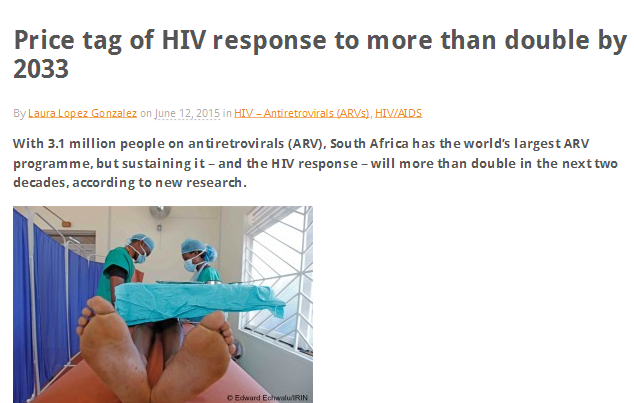 Price tag of HIV response to more than double by
2033
By Laura Lopez Gonzalez on June 12, 2015 in HIV – Antiretrovirals (ARVs), HIV/AIDS
With 3.1 million people on antiretrovirals (ARV), South Africa has the world's largest ARV
programme, but sustaining it – and the HIV response – will more than double in the next two
decades, according to new research.
© Edward Echwalu/IRIN